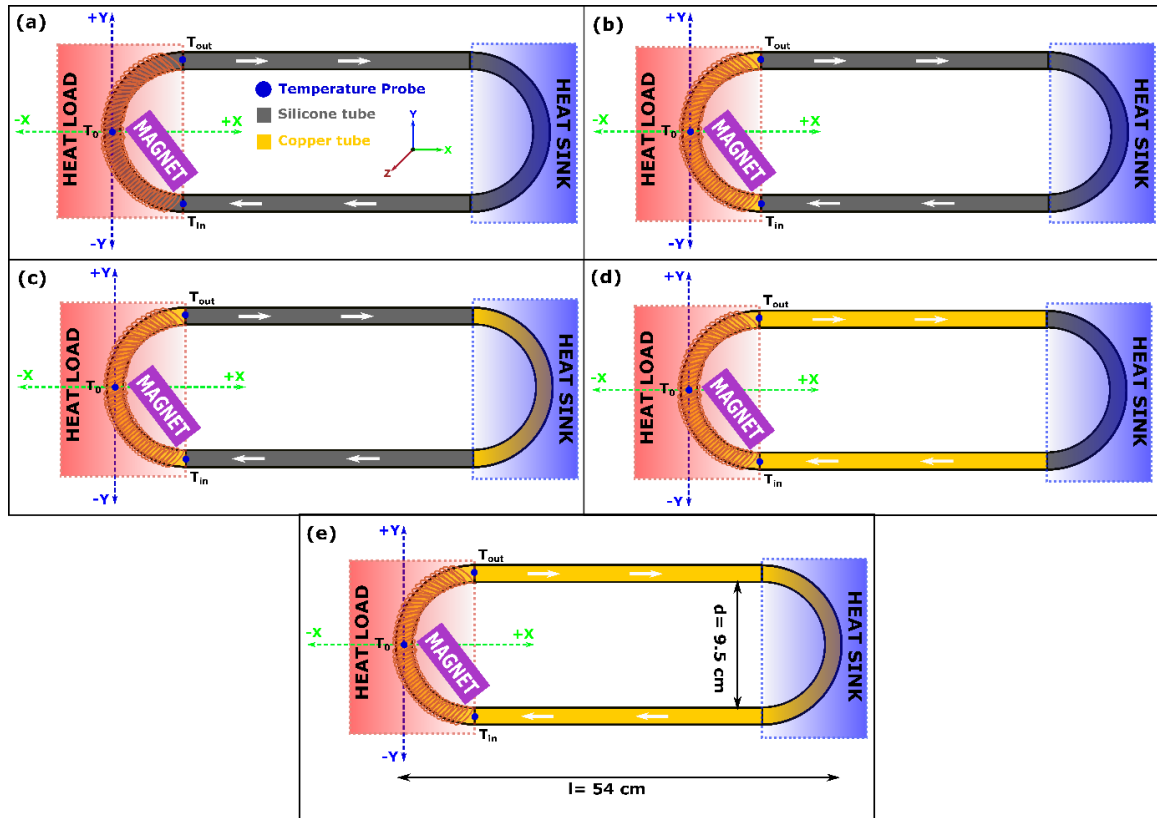 (a)
+Y
T_out
HEAT LOAD
-X
+X
T_0
MAGNET
Temperature Probe
Silicone tube
Copper tube
Y
X
Z
HEAT SINK
T_in
-Y
(b)
+Y
T_out
HEAT LOAD
-X
+X
T_0
MAGNET
HEAT SINK
T_in
-Y
(c)
+Y
T_out
HEAT LOAD
-X
+X
T_0
MAGNET
HEAT SINK
T_in
-Y
(d)
+Y
T_out
HEAT LOAD
-X
+X
T_0
MAGNET
HEAT SINK
T_in
-Y
(e)
+Y
T_out
HEAT LOAD
-X
+X
T_0
MAGNET
d= 9.5 cm
HEAT SINK
T_in
-Y
l= 54 cm